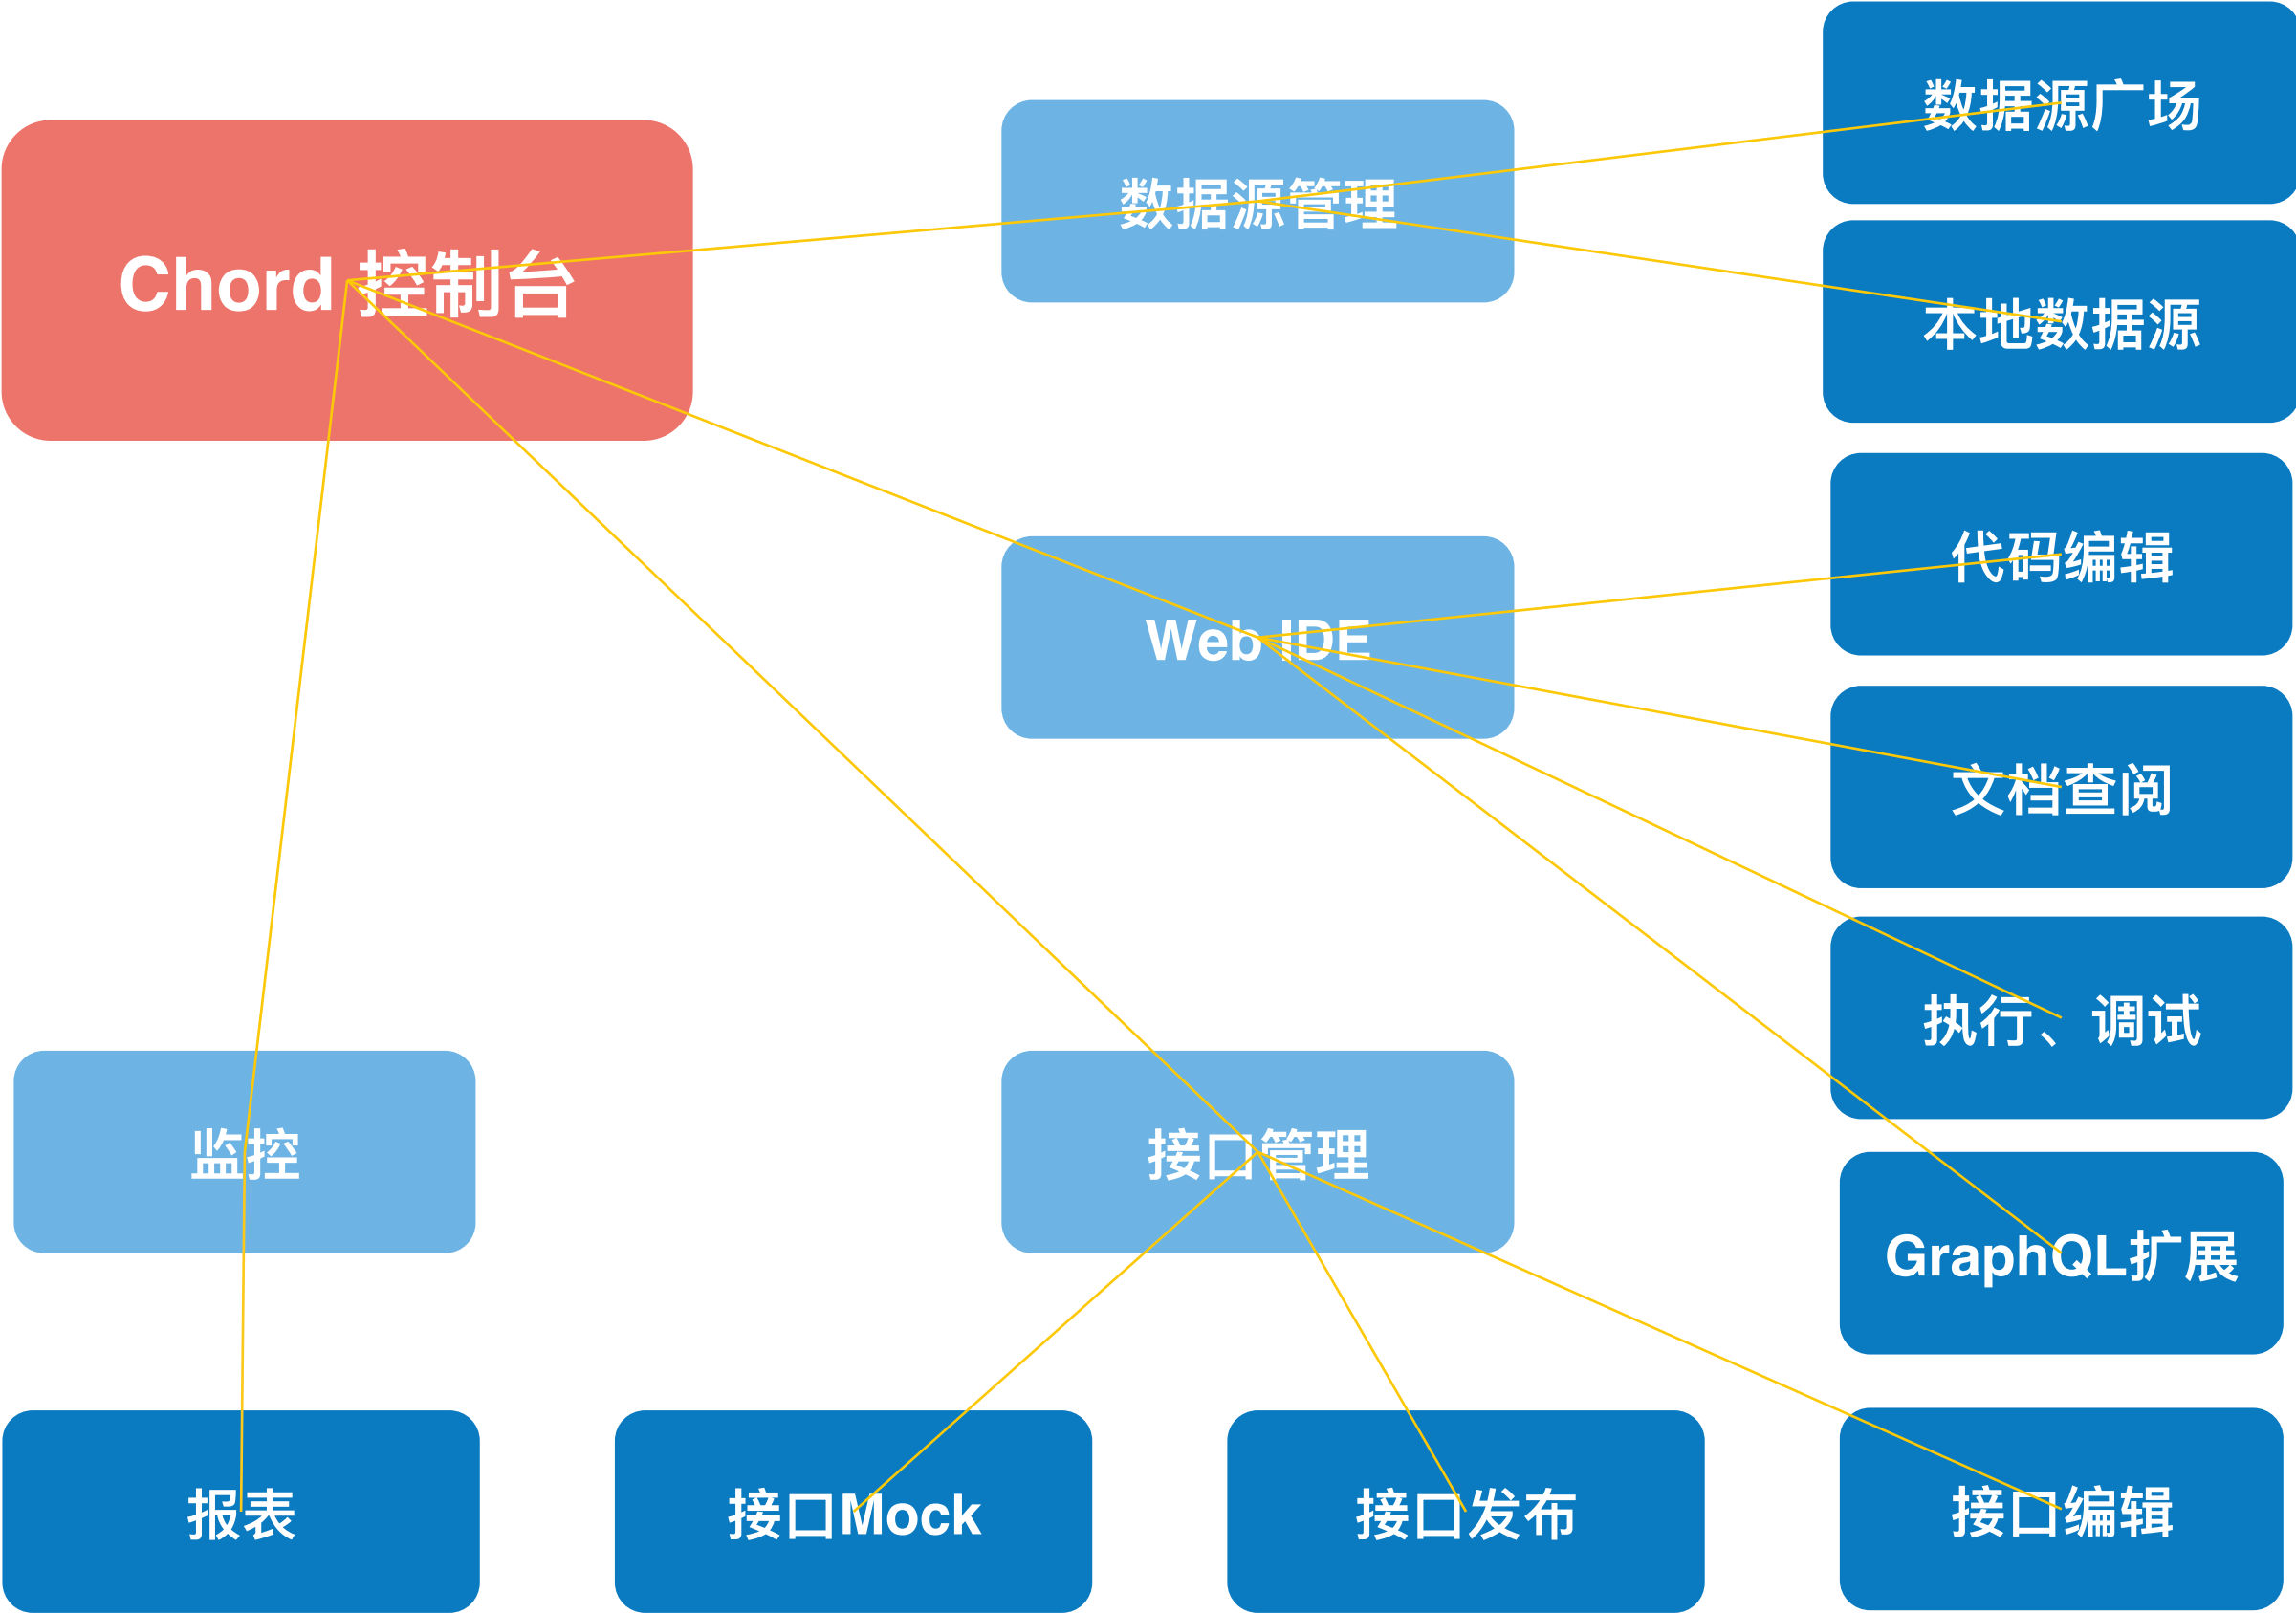 Chord 控制台
数据源管理
数据源广场
本地数据源
Web IDE
代码编辑
文档查阅
执行、调试
GraphQL扩展
监控
接口管理
报表
接口Mock
接口发布
接口编辑